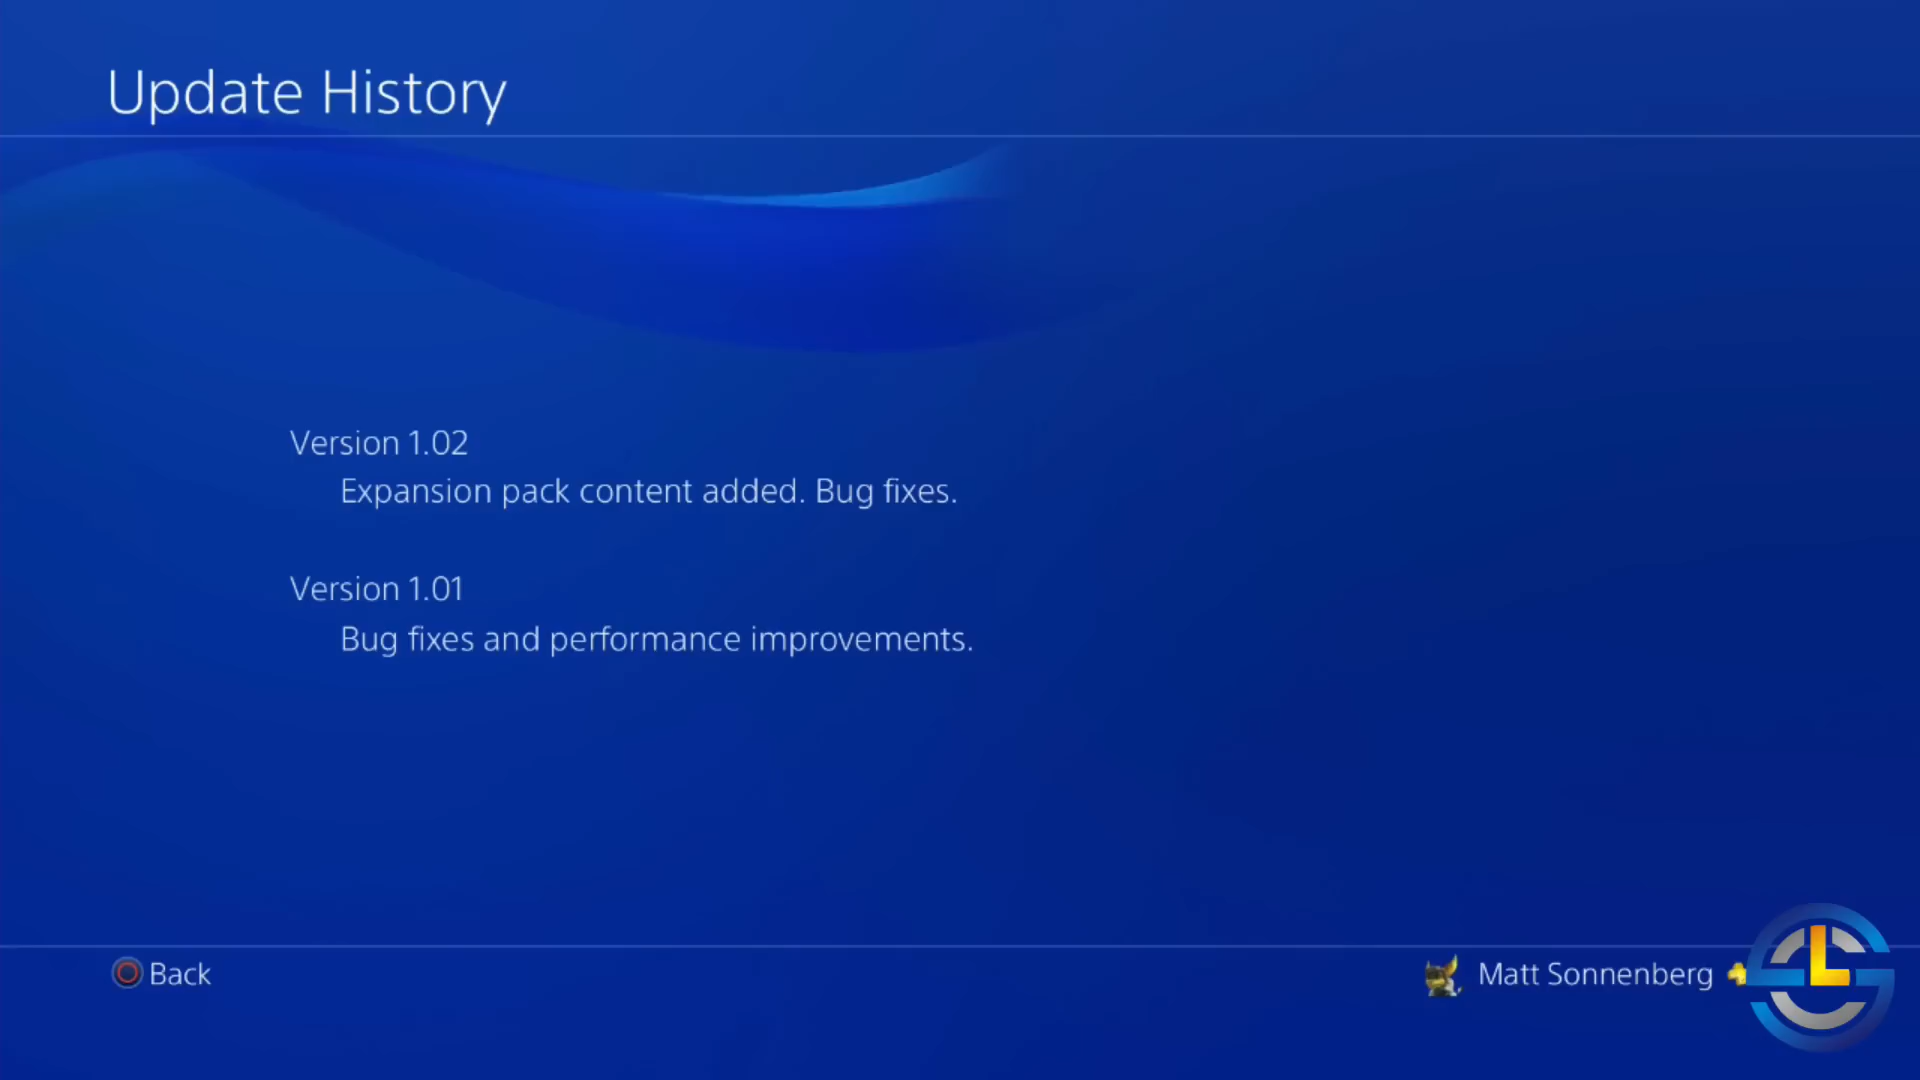 Update History
Version 1.02
Expansion pack content added. Bug fixes.
Version 1.01
Bug fixes and performance improvements.
Back
Matt Sonnenberg